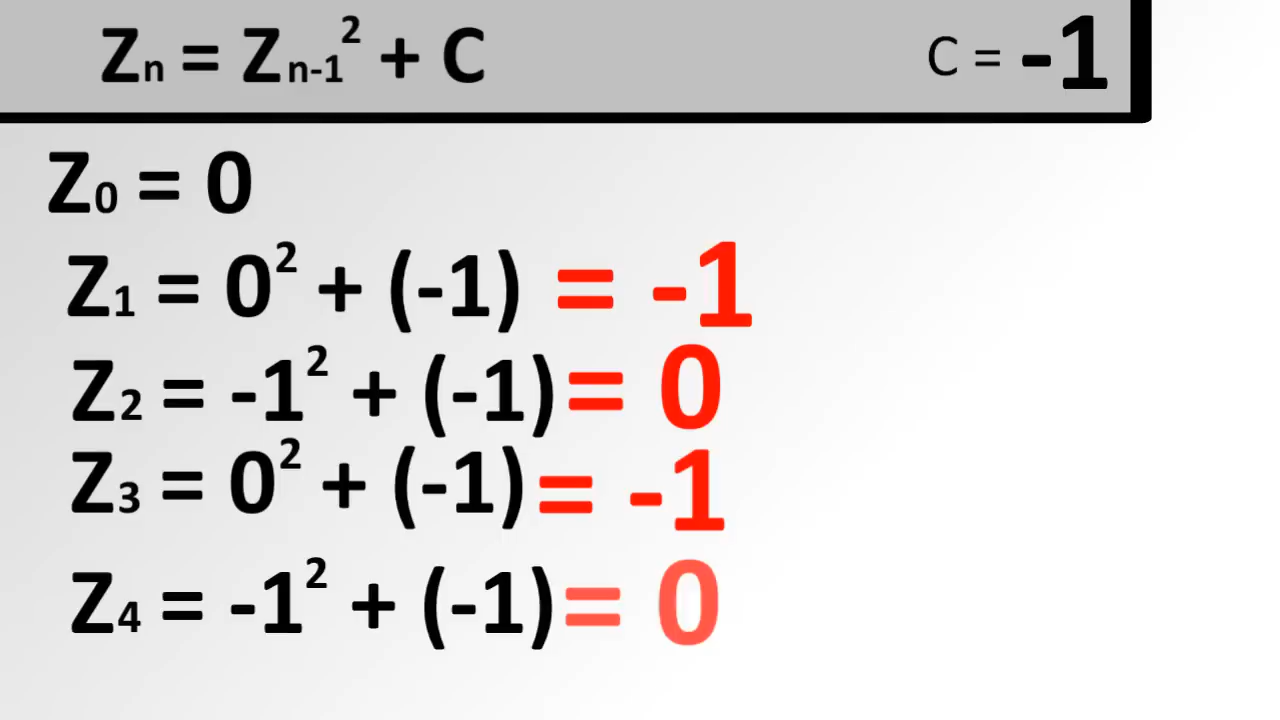 Zn = Zn-1² + C
C = -1
Z0 = 0
Z1 = 0² + (-1) = -1
Z2 = -1² + (-1) = 0
Z3 = 0² + (-1) = -1
Z4 = -1² + (-1) = 0